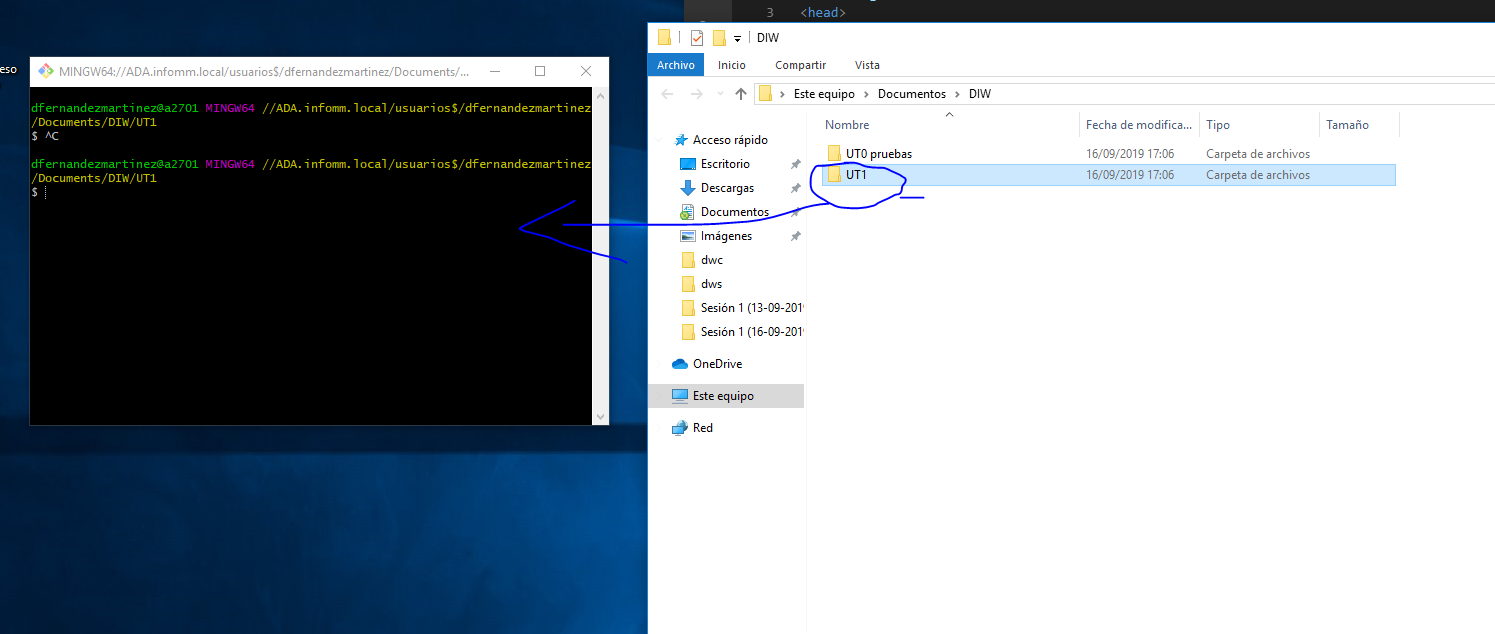 3 <head>
eso
MINGW64://ADA.infomm.local/usuarios$/dfernandezmartinez/Documents/...
dfernandezmartinez@a2701 MINGW64 //ADA.infomm.local/usuarios$/dfernandezmartinez
/Documents/DIW/UT1
$ ^C
dfernandezmartinez@a2701 MINGW64 //ADA.infomm.local/usuarios$/dfernandezmartinez
/Documents/DIW/UT1
$
DIW
Archivo Inicio Compartir Vista
Este equipo > Documentos > DIW
Acceso rápido
Escritorio
Descargas
Documentos
Imágenes
dwc
dws
Sesión 1 (13-09-2019
Sesión 1 (16-09-2019
OneDrive
Este equipo
Red
Nombre Fecha de modifica... Tipo Tamaño
UT0 pruebas 16/09/2019 17:06 Carpeta de archivos
UT1 16/09/2019 17:06 Carpeta de archivos